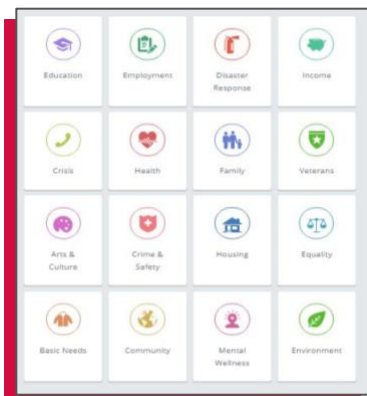 Education
Employment
Disaster
Response
Income
Crisis
Health
Family
Veterans
Arts &
Culture
Crime &
Safety
Housing
Equality
Basic Needs
Community
Mental
Wellness
Environment